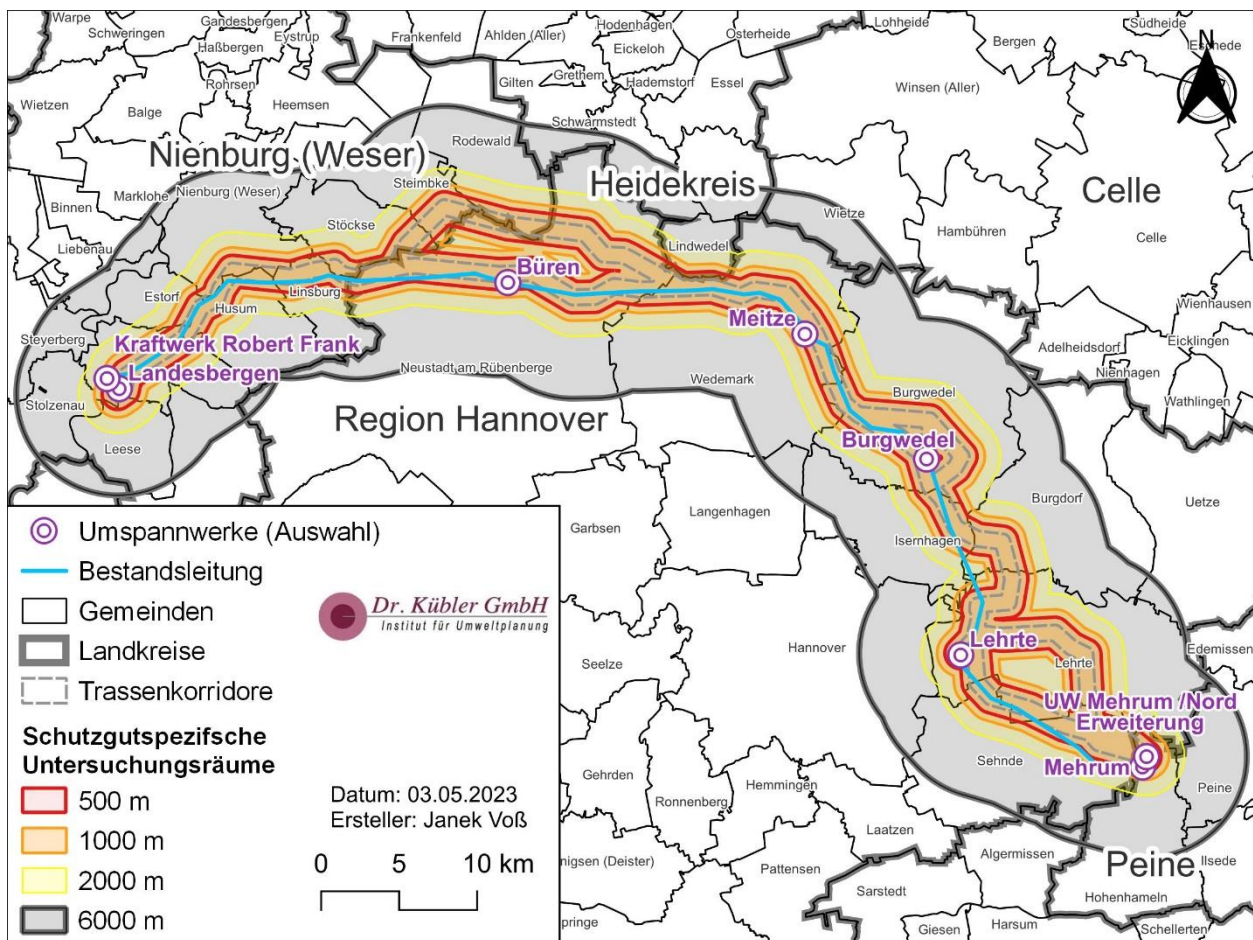 Warpe
Gandesbergen
Schweringen
Eystrup
Haßbergen
Frankenfeld
Ahlden (Aller)
Hodenhagen
Eickeloh
Osterheide
Lohheide
Bergen
Südheide
Eschede
N
Wietzen
Rohrsen
Balge
Heemsen
Gilten
Grethem
Hademstorf
Essel
Winsen (Aller)
Schwarmstedt
Rodewald
Nienburg (Weser)
Marklohe
Nienburg (Weser)
Steimbke
Heidekreis
Celle
Binnen
Stöckse
Wietze
Liebenau
Lindwedel
Hambühren
Celle
Büren
Estorf
Linsburg
Husum
Wienhausen
Meitze
Steyerberg
Kraftwerk Robert Frank
Adelheidsdorf
Eicklingen
Landesbergen
Neustadt am Rübenberge
Wedemark
Nienhagen
Stolzenau
Burgwedel
Wathlingen
Region Hannover
Burgwedel
Leese
Burgdorf
Uetze
Garbsen
Langenhagen
Isernhagen
Hannover
Lehrte
Lehrte
Edemissen
Seelze
UW Mehrum /Nord
Erweiterung
Sehnde
Mehrum
Peine
Gehrden
Ronnenberg
Hemmingen
Laatzen
Algermissen
Peine
Ilsede
nigsen (Deister)
Pattensen
Sarstedt
Hohenhameln
pringe
Giesen
Harsum
Schellerten
Umspannwerke (Auswahl)
Bestandsleitung
Gemeinden
Landkreise
Trassenkorridore
Dr. Kübler GmbH
Institut für Umweltplanung
Schutzgutspezifsche
Untersuchungsräume
500 m
1000 m
2000 m
6000 m
Datum: 03.05.2023
Ersteller: Janek Voß
0 5 10 km